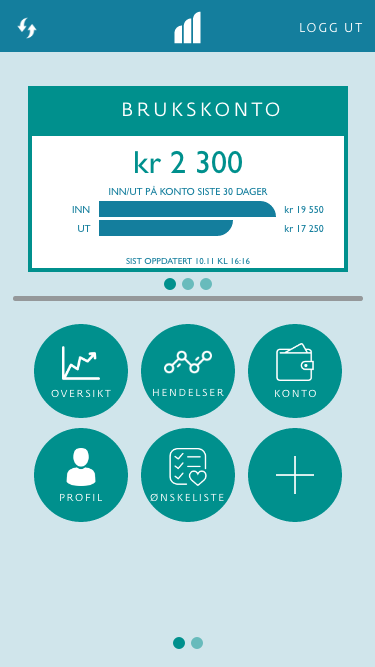 LOGG UT
BRUKSKONTO
kr 2 300
INN/UT PÅ KONTO SISTE 30 DAGER
INN kr 19 550
UT kr 17 250
SIST OPPDATERT 10.11 KL 16:16
OVERSIKT HENDELSER KONTO
PROFIL ØNSKELISTE